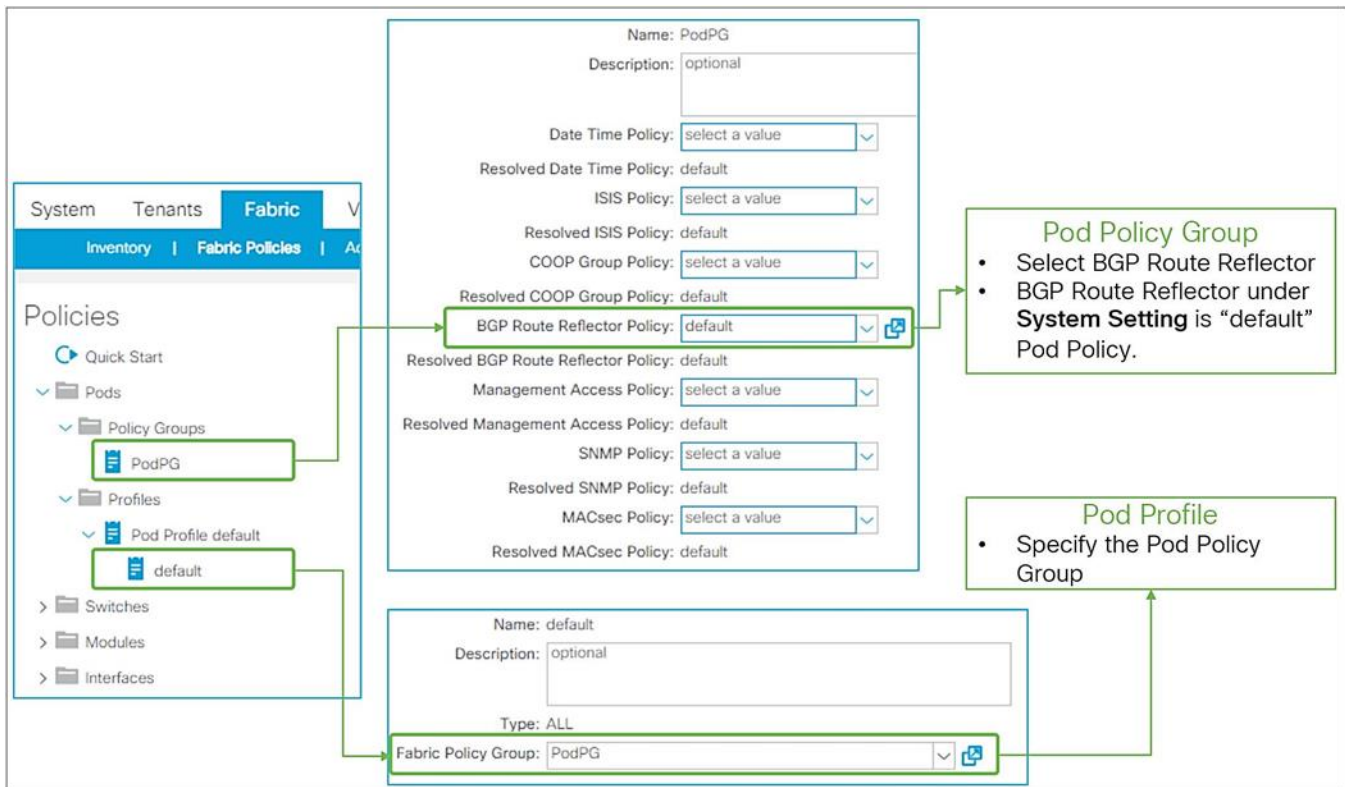 System Tenants Fabric V
Inventory | Fabric Policies | Ac
Policies
Quick Start
Pods
Policy Groups
PodPG
Profiles
Pod Profile default
default
Switches
Modules
Interfaces
Name: PodPG
Description: optional
Date Time Policy: select a value
Resolved Date Time Policy: default
ISIS Policy: select a value
Resolved ISIS Policy: default
COOP Group Policy: select a value
Resolved COOP Group Policy: default
BGP Route Reflector Policy: default
Resolved BGP Route Reflector Policy: default
Management Access Policy: select a value
Resolved Management Access Policy: default
SNMP Policy: select a value
Resolved SNMP Policy: default
MACsec Policy: select a value
Resolved MACsec Policy: default
Pod Policy Group
• Select BGP Route Reflector
• BGP Route Reflector under
System Setting is “default”
Pod Policy.
Pod Profile
• Specify the Pod Policy
Group
Name: default
Description: optional
Type: ALL
Fabric Policy Group: PodPG